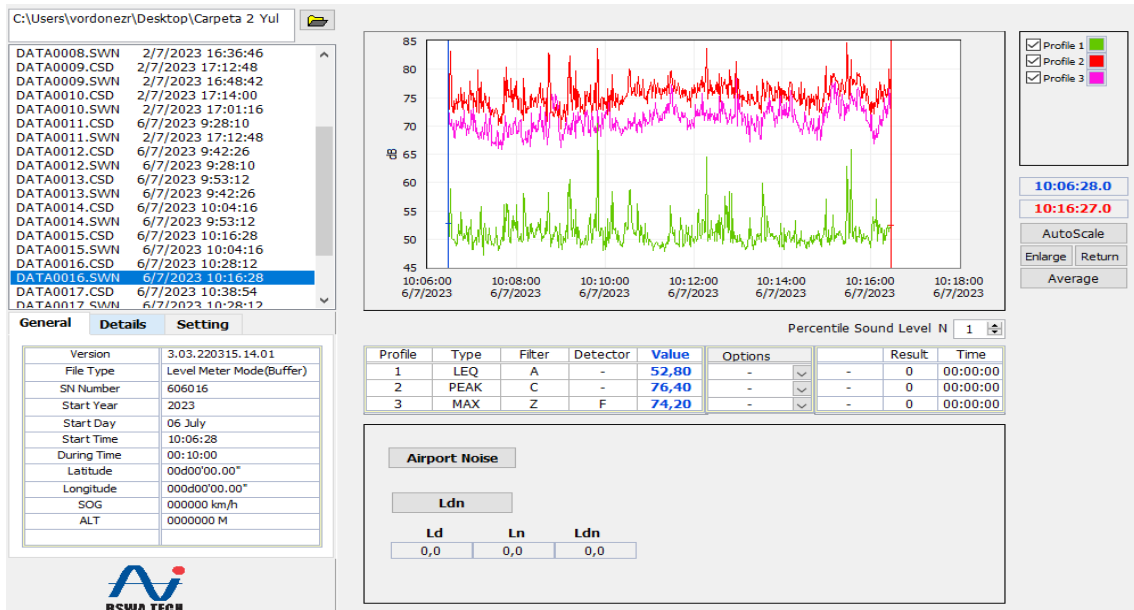 C:\Users\vordonezr\Desktop\Carpeta 2 Yul
DATA0008.SWN 2/7/2023 16:36:46
DATA0009.CSD 2/7/2023 17:12:48
DATA0009.SWN 2/7/2023 16:48:42
DATA0010.CSD 2/7/2023 17:14:00
DATA0010.SWN 2/7/2023 17:01:16
DATA0011.CSD 6/7/2023 9:28:10
DATA0011.SWN 2/7/2023 17:12:48
DATA0012.CSD 6/7/2023 9:42:26
DATA0012.SWN 6/7/2023 9:28:10
DATA0013.CSD 6/7/2023 9:53:12
DATA0013.SWN 6/7/2023 9:42:26
DATA0014.CSD 6/7/2023 10:04:16
DATA0014.SWN 6/7/2023 9:53:12
DATA0015.CSD 6/7/2023 10:16:28
DATA0015.SWN 6/7/2023 10:04:16
DATA0016.CSD 6/7/2023 10:28:12
DATA0016.SWN 6/7/2023 10:16:28
DATA0017.CSD 6/7/2023 10:38:54
DATA0017.SWN 6/7/2023 10:28:12
General Details Setting
Version 3.03.220315.14.01
File Type Level Meter Mode(Buffer)
SN Number 606016
Start Year 2023
Start Day 06 July
Start Time 10:06:28
During Time 00:10:00
Latitude 00d00'00.00"
Longitude 000d00'00.00"
SOG 000000 km/h
ALT 0000000 M
BSWA TECH
85
80
75
70
dB 65
60
55
50
45
10:06:00 10:08:00 10:10:00 10:12:00 10:14:00 10:16:00 10:18:00
6/7/2023 6/7/2023 6/7/2023 6/7/2023 6/7/2023 6/7/2023 6/7/2023
Profile 1
Profile 2
Profile 3
10:06:28.0
10:16:27.0
AutoScale
Enlarge Return
Average
Percentile Sound Level N 1
Profile Type Filter Detector Value Options Result Time
1 LEQ A - 52,80 - - 0 00:00:00
2 PEAK C - 76,40 - - 0 00:00:00
3 MAX Z F 74,20 - - 0 00:00:00
Airport Noise
Ldn
Ld Ln Ldn
0,0 0,0 0,0